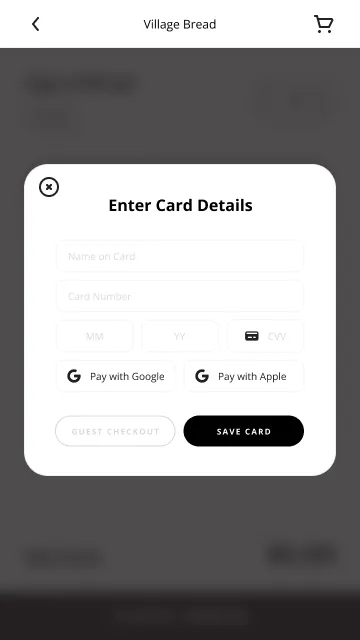 Village Bread
Enter Card Details
Name on Card
Card Number
MM YY CVV
Pay with Google Pay with Apple
GUEST CHECKOUT SAVE CARD